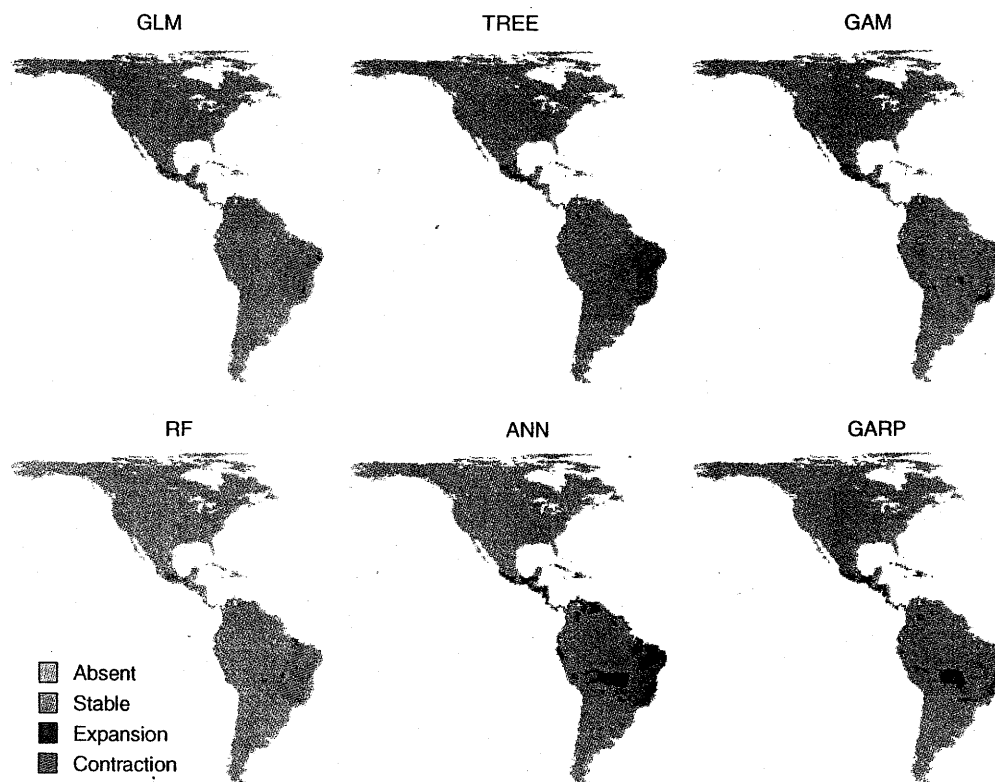 GLM
TREE
GAM
RF
ANN
GARP
Absent
Stable
Expansion
Contraction